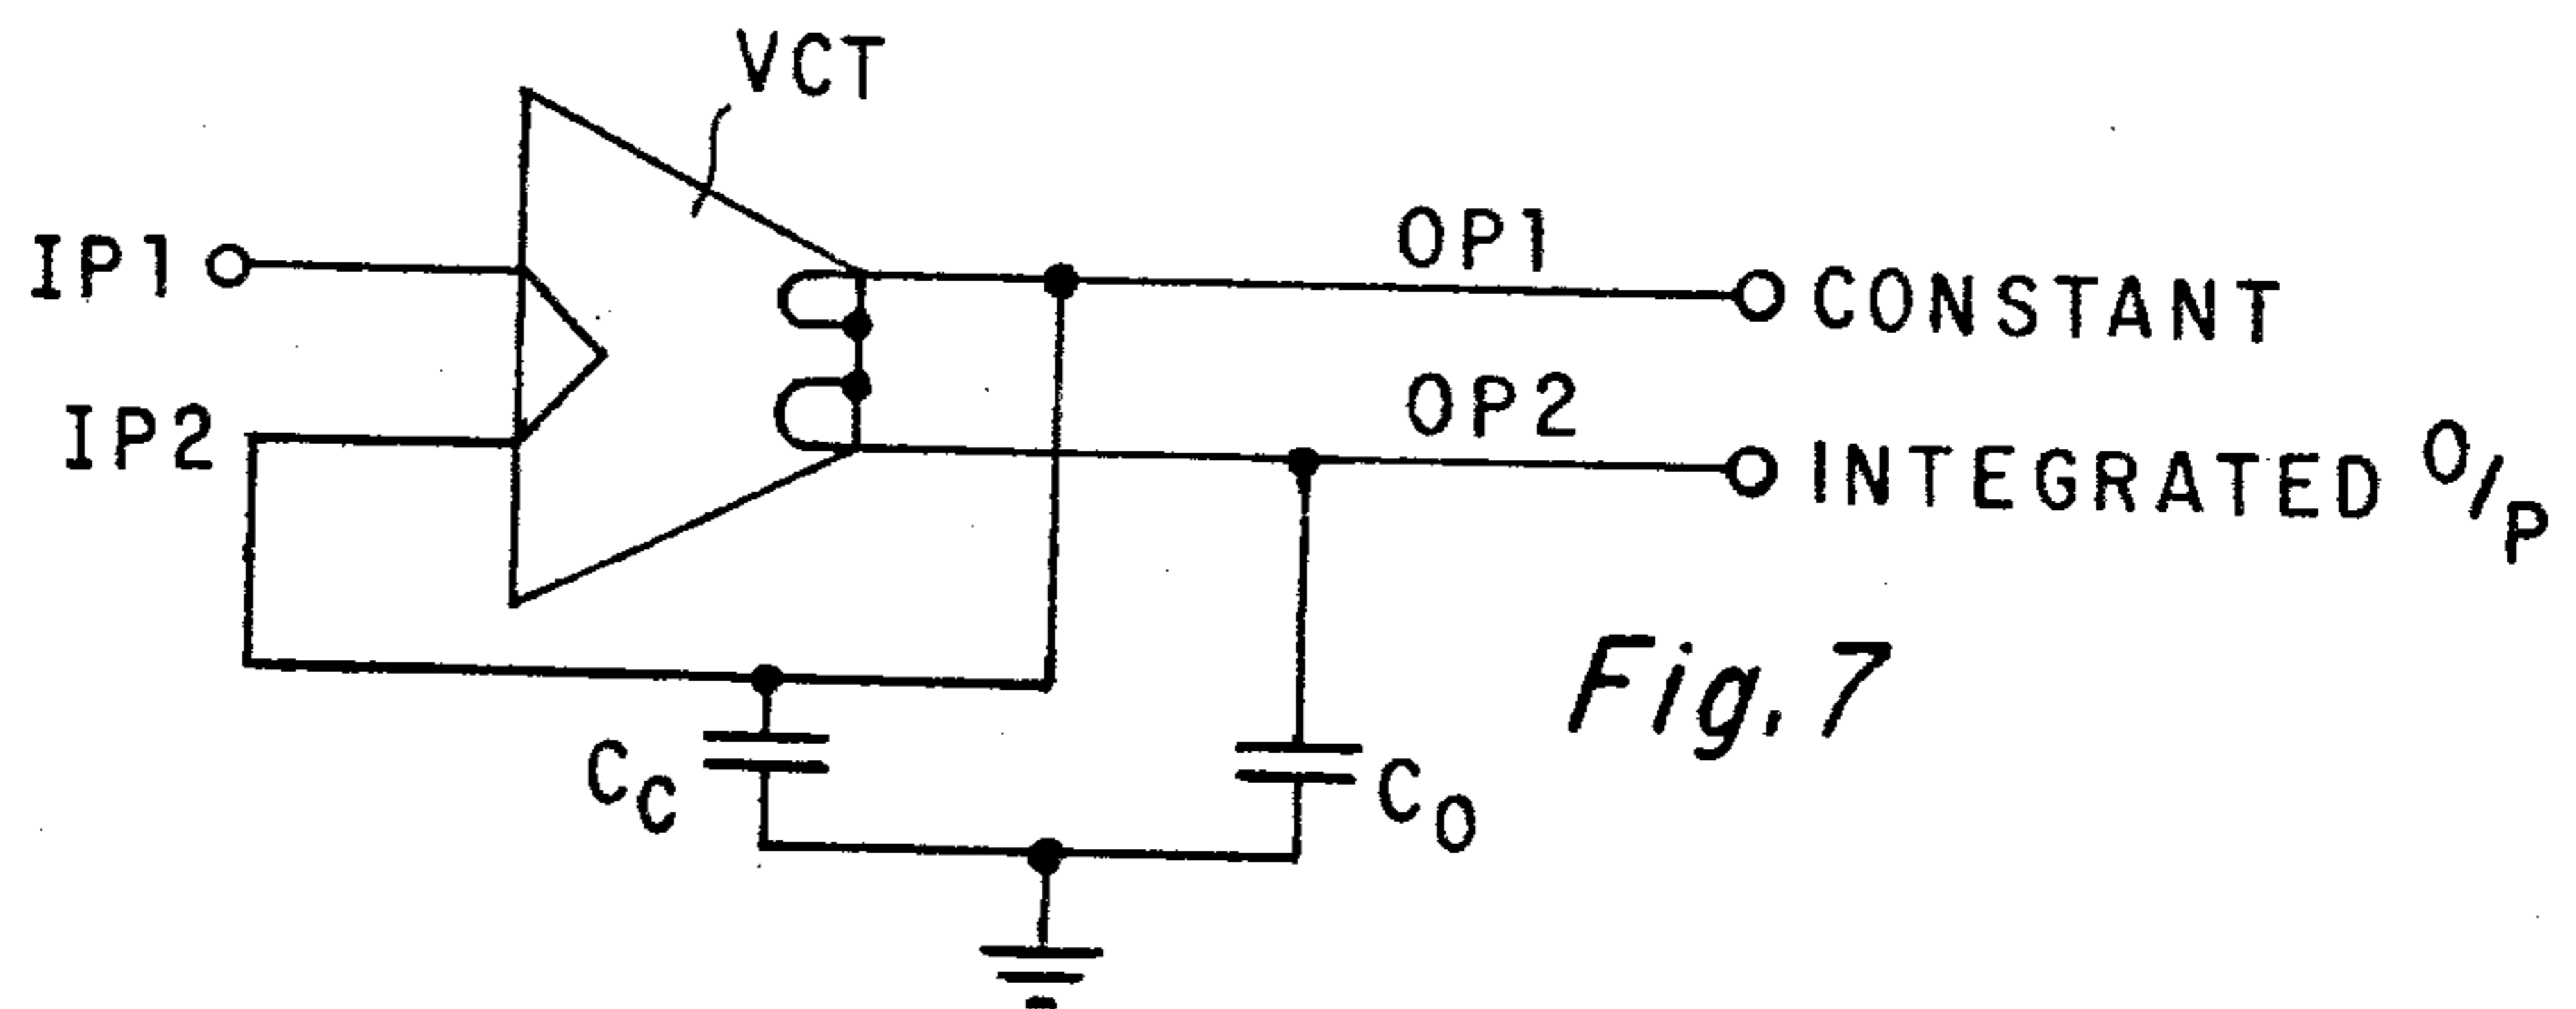 VCT
IP1
OP1
CONSTANT
IP2
OP2
INTEGRATED O/P
Fig. 7
CC
CO